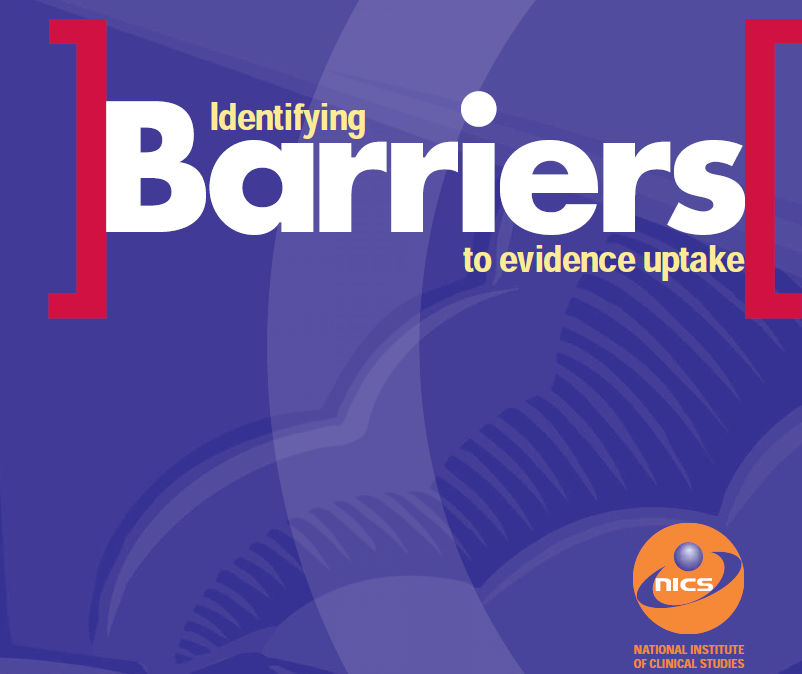 Identifying
Barriers
to evidence uptake
NICS
NATIONAL INSTITUTE
OF CLINICAL STUDIES